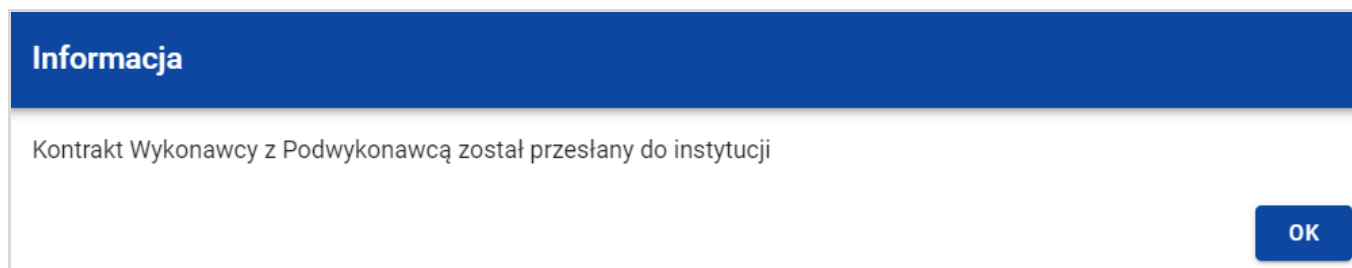 Informacja
Kontrakt Wykonawcy z Podwykonawcą został przesłany do instytucji
OK